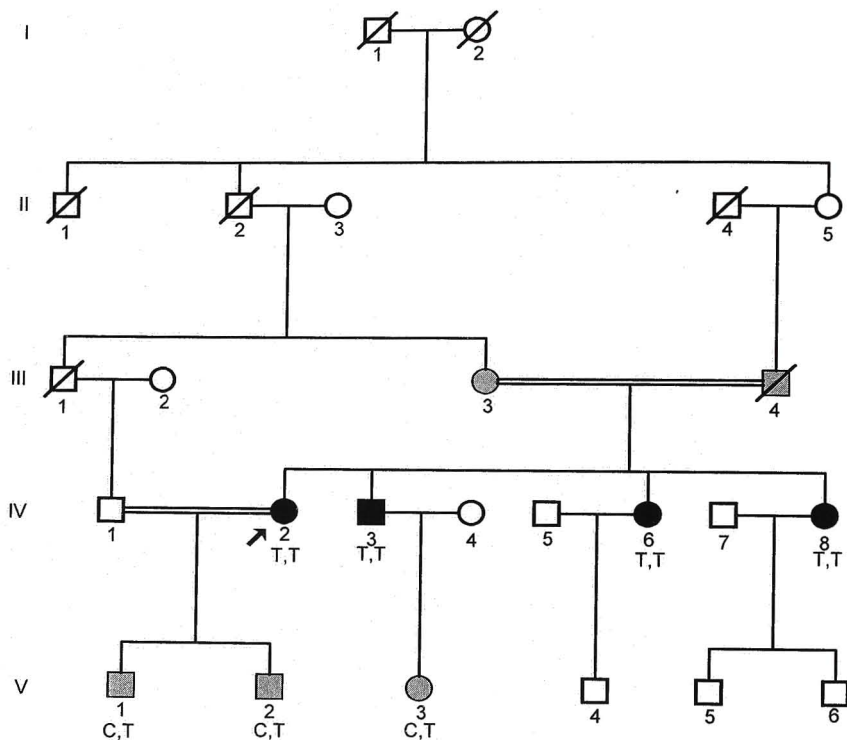 I
1 2
II
1 2 3 4 5
III
1 2 3 4
IV
1 2 3 4 5 6 7 8
T,T T,T T,T T,T
V
1 2 3 4 5 6
C,T C,T C,T